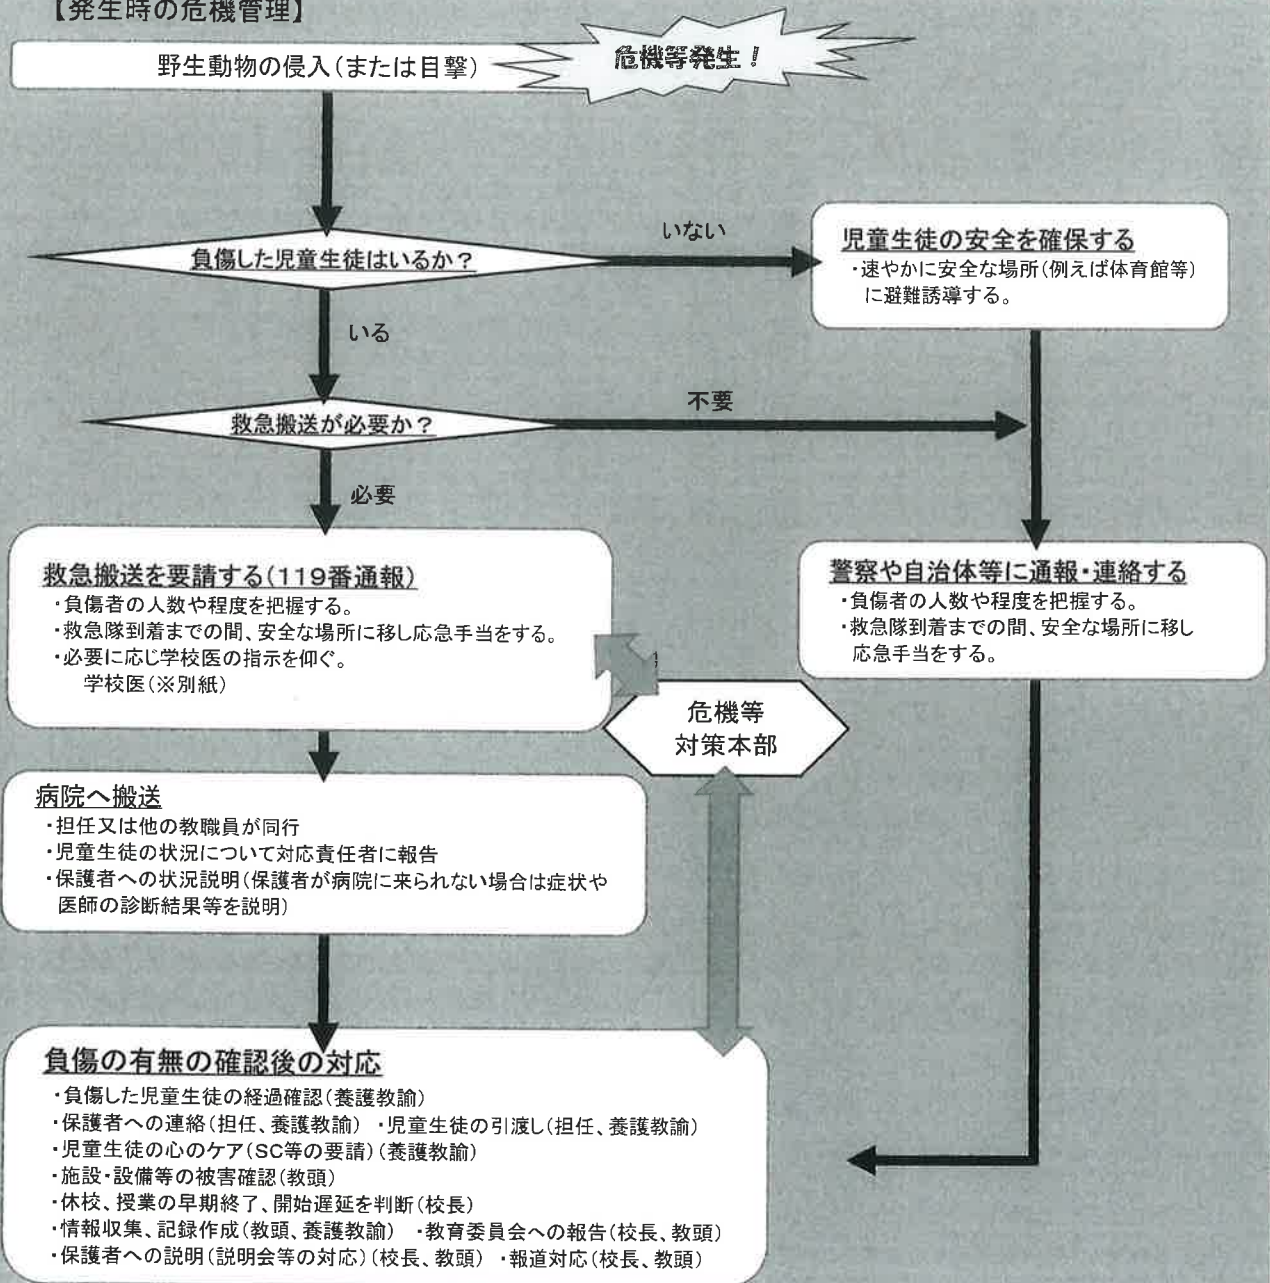 【発生時の危機管理】
野生動物の侵入(または目撃)
危機等発生！
負傷した児童生徒はいるか？
いない
児童生徒の安全を確保する
・速やかに安全な場所(例えば体育館等)
に避難誘導する。
いる
救急搬送が必要か？
不要
必要
救急搬送を要請する(119番通報)
・負傷者の人数や程度を把握する。
・救急隊到着までの間、安全な場所に移し応急手当をする。
・必要に応じ学校医の指示を仰ぐ。
学校医(※別紙)
警察や自治体等に通報・連絡する
・負傷者の人数や程度を把握する。
・救急隊到着までの間、安全な場所に移し
応急手当をする。
危機等
対策本部
病院へ搬送
・担任又は他の教職員が同行
・児童生徒の状況について対応責任者に報告
・保護者への状況説明(保護者が病院に来られない場合は症状や
医師の診断結果等を説明)
負傷の有無の確認後の対応
・負傷した児童生徒の経過確認(養護教諭)
・保護者への連絡(担任、養護教諭) ・児童生徒の引渡し(担任、養護教諭)
・児童生徒の心のケア(SC等の要請)(養護教諭)
・施設・設備等の被害確認(教頭)
・休校、授業の早期終了、開始遅延を判断(校長)
・情報収集、記録作成(教頭、養護教諭) ・教育委員会への報告(校長、教頭)
・保護者への説明(説明会等の対応)(校長、教頭) ・報道対応(校長、教頭)